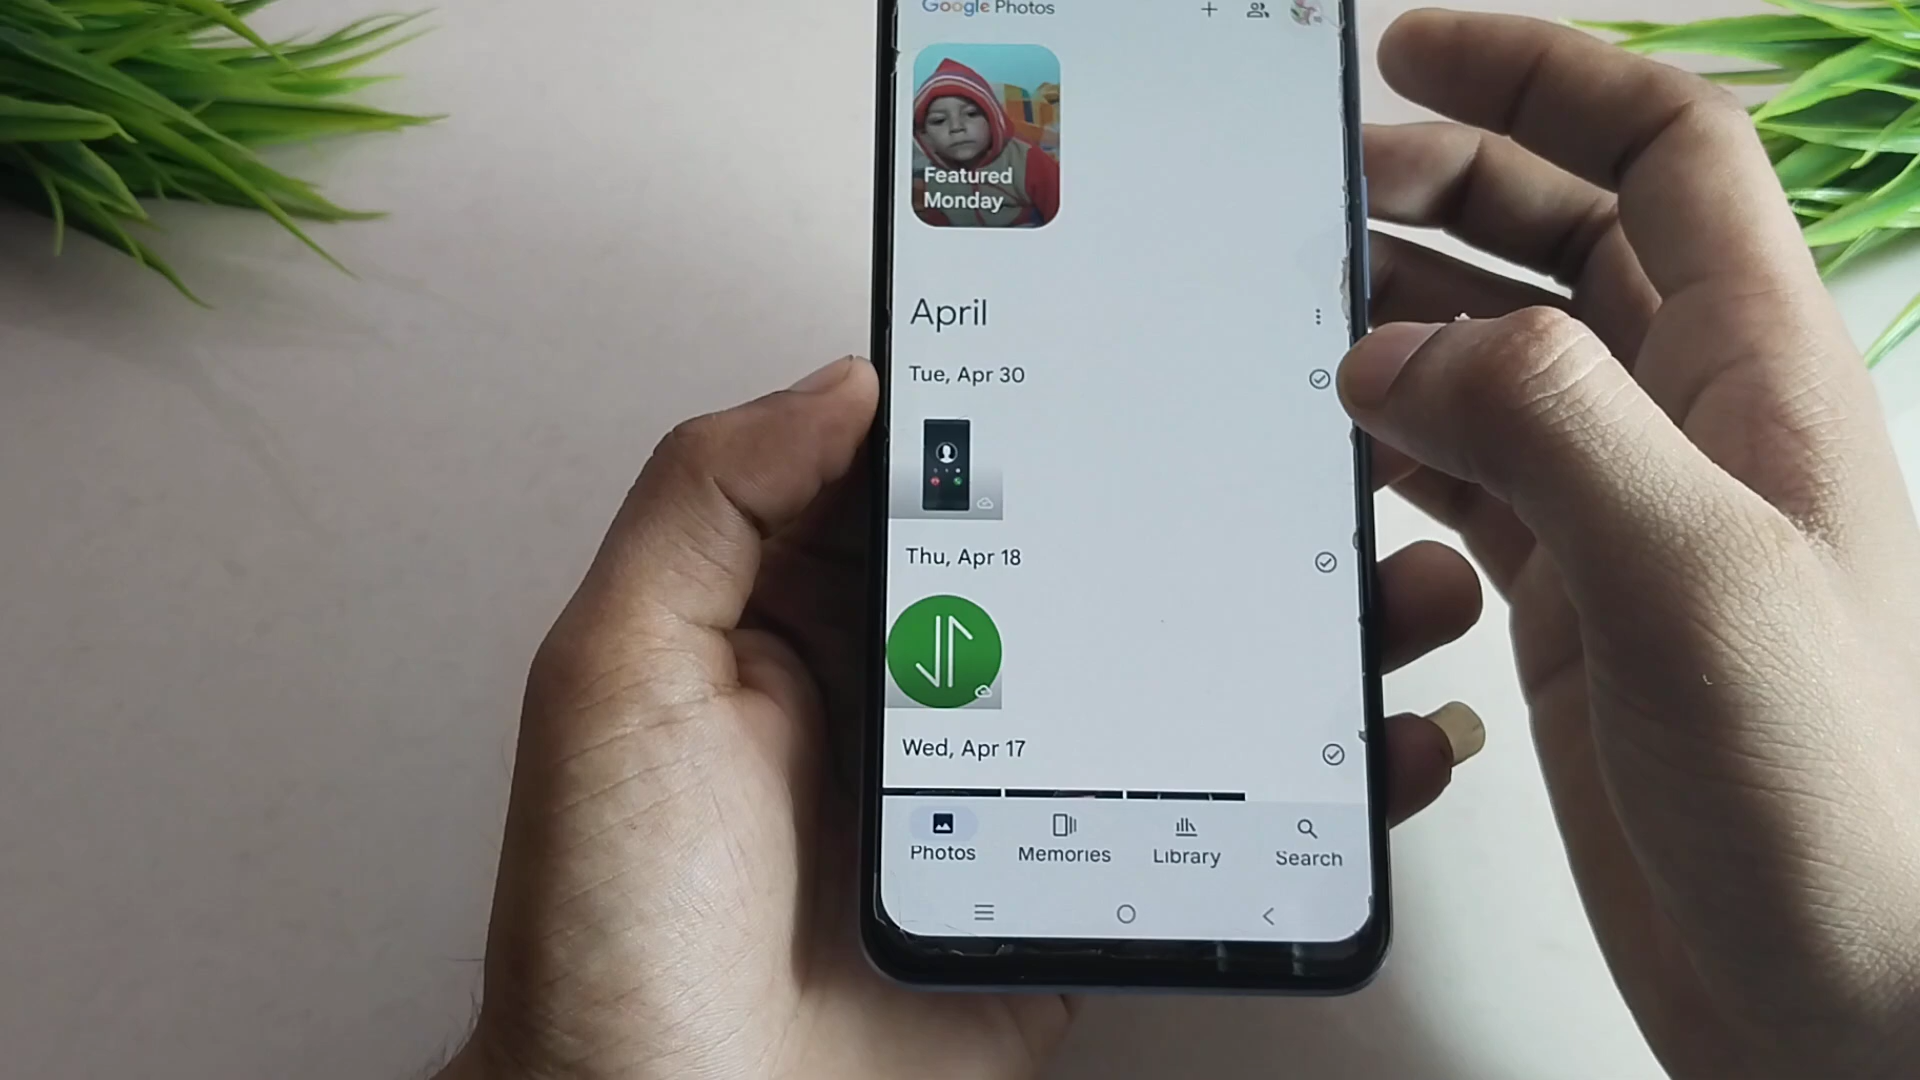 Google Photos
Featured
Monday
April
Tue, Apr 30
Thu, Apr 18
Wed, Apr 17
Photos
Memories
Library
Search